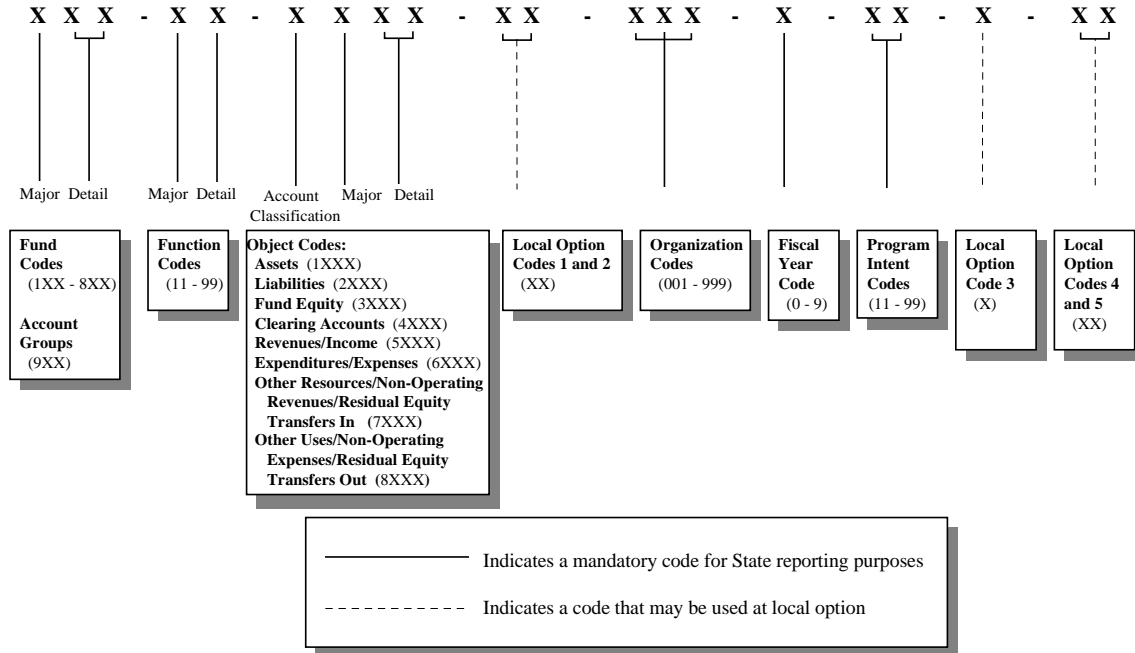 X X X - X X - X X X X - X X - X X X - X - X X - X - X X
Major Detail
Major Detail
Account
Classification
Major Detail
Fund
Codes
(1XX - 8XX)
Account
Groups
(9XX)
Function
Codes
(11 - 99)
Object Codes:
Assets (1XXX)
Liabilities (2XXX)
Fund Equity (3XXX)
Clearing Accounts (4XXX)
Revenues/Income (5XXX)
Expenditures/Expenses (6XXX)
Other Resources/Non-Operating
Revenues/Residual Equity
Transfers In (7XXX)
Other Uses/Non-Operating
Expenses/Residual Equity
Transfers Out (8XXX)
Local Option
Codes 1 and 2
(XX)
Organization
Codes
(001 - 999)
Fiscal
Year
Code
(0 - 9)
Program
Intent
Codes
(11 - 99)
Local
Option
Code 3
(X)
Local
Option
Codes 4
and 5
(XX)
Indicates a mandatory code for State reporting purposes
Indicates a code that may be used at local option